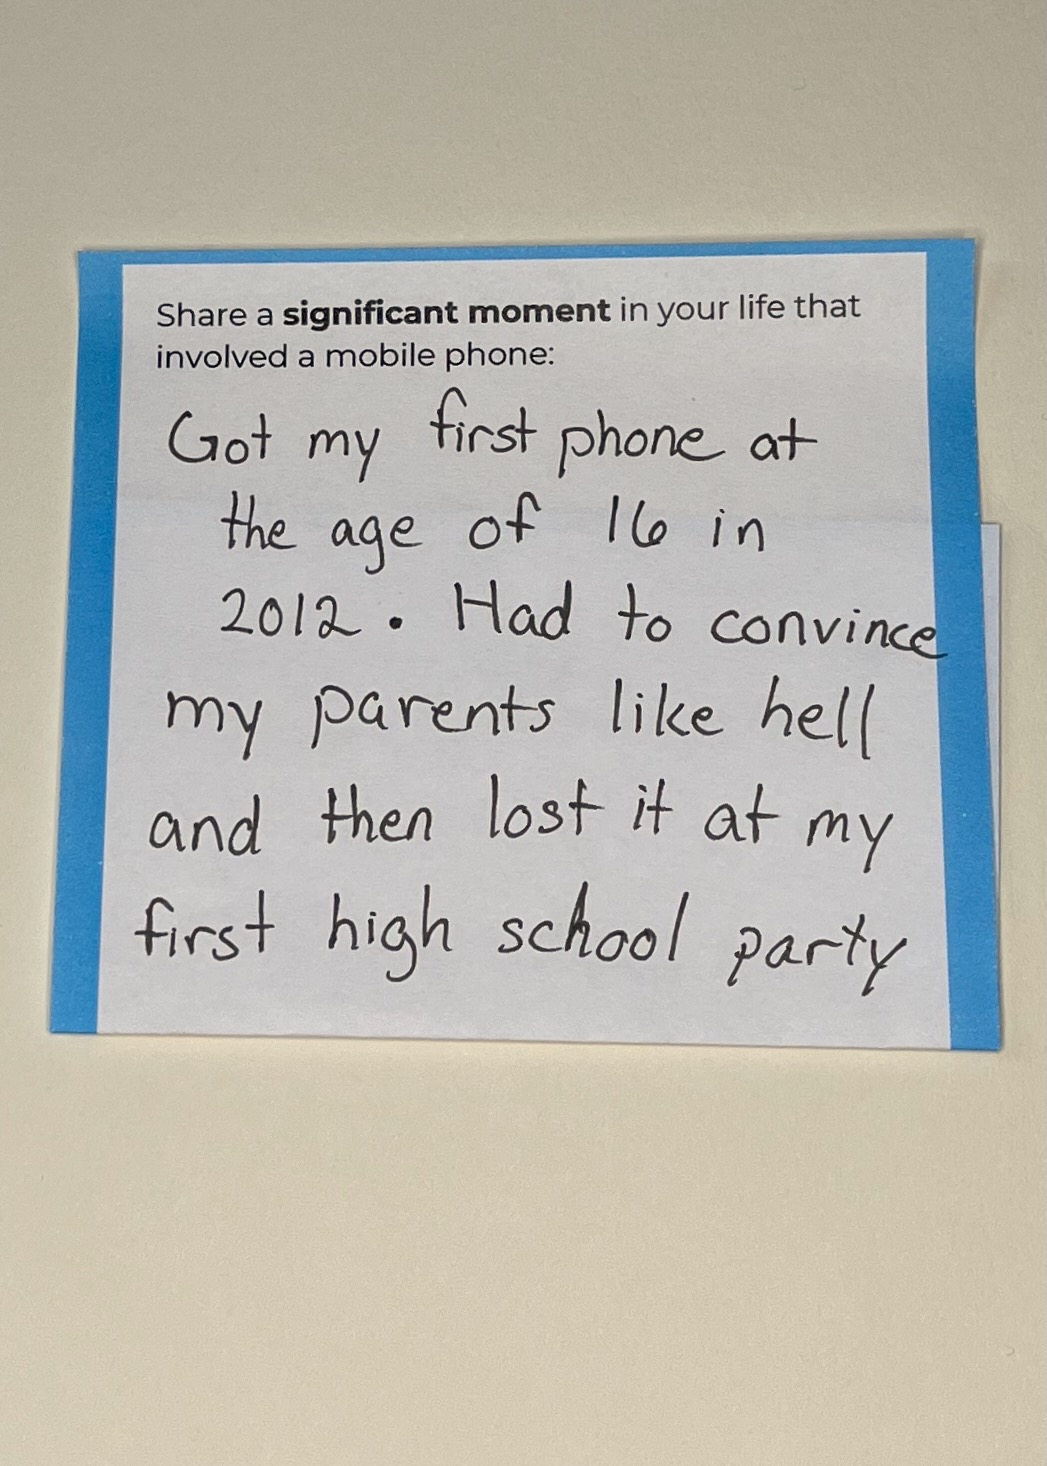 Share a significant moment in your life that
involved a mobile phone:
Got my first phone at
the age of 16 in
2012. Had to convince
my parents like hell
and then lost it at my
first high school party